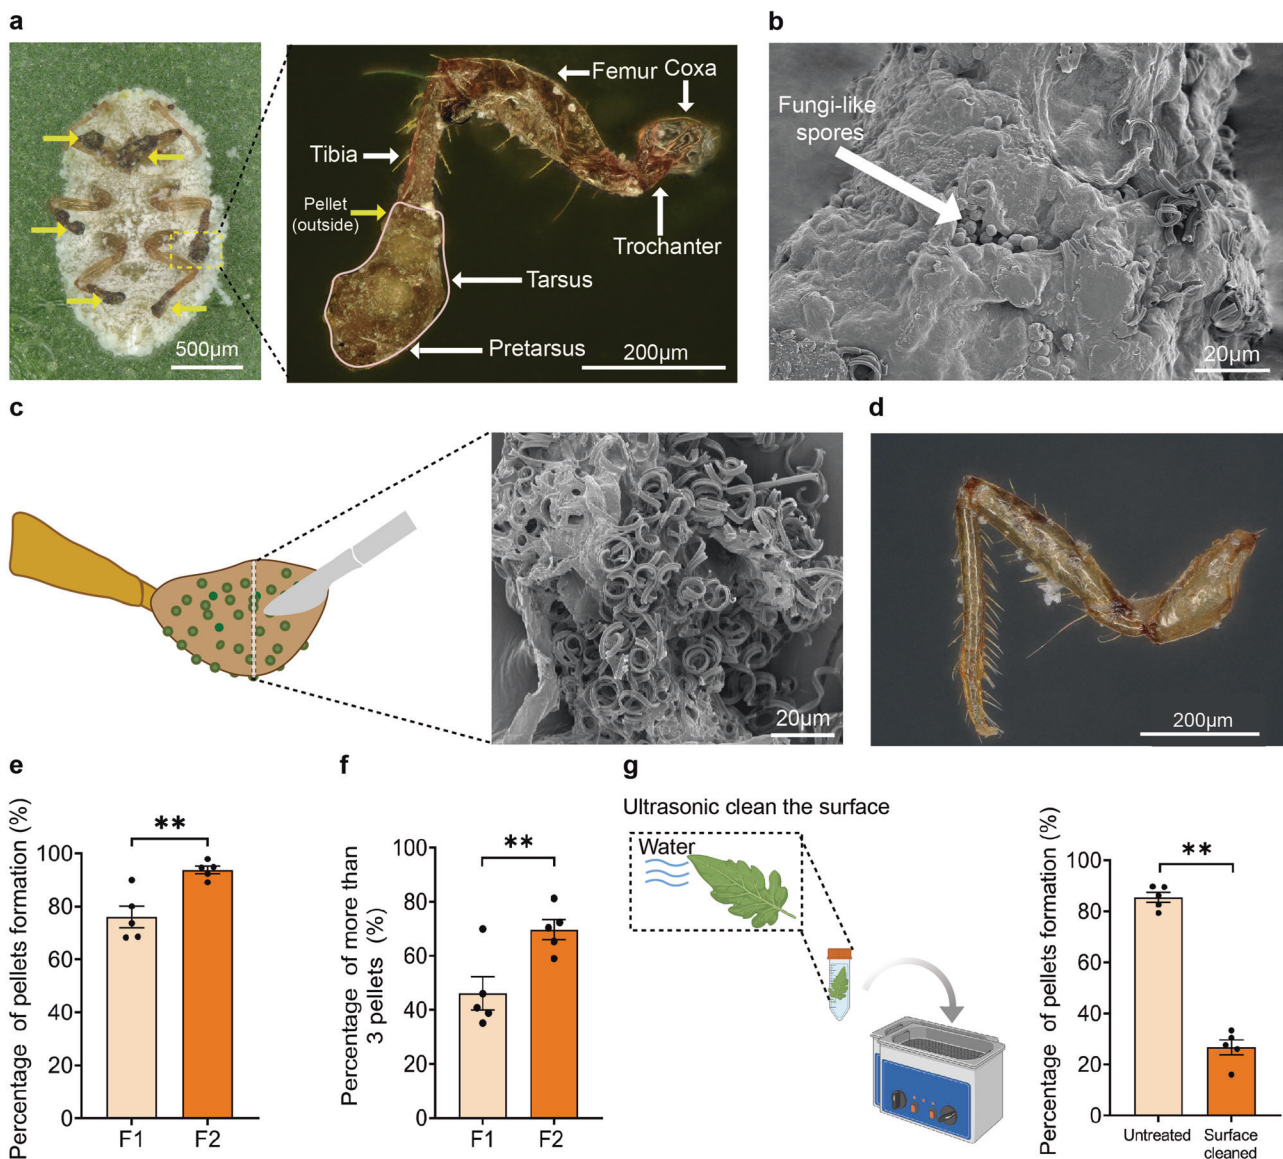 a
500µm
Femur
Coxa
Tibia
Pellet
(outside)
Trochanter
Tarsus
Pretarsus
200µm
b
Fungi-like
spores
20µm
c
20µm
d
200µm
e
Percentage of pellets formation (%)
100
80
60
40
20
0
**
F1
F2
f
Percentage of more than
3 pellets (%)
100
80
60
40
20
0
**
F1
F2
g
Ultrasonic clean the surface
Water
Percentage of pellets formation (%)
100
80
60
40
20
0
**
Untreated
Surface
cleaned